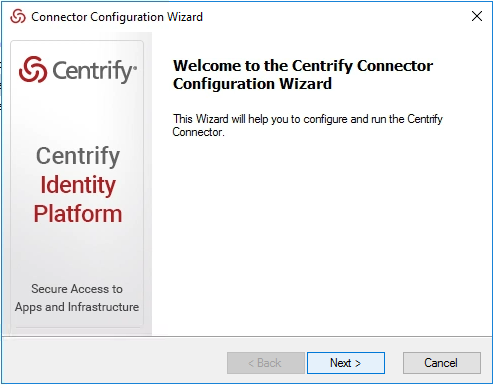 Connector Configuration Wizard
Centrify
Centrify
Identity
Platform
Secure Access to
Apps and Infrastructure
Welcome to the Centrify Connector
Configuration Wizard
This Wizard will help you to configure and run the Centrify
Connector.
< Back
Next >
Cancel